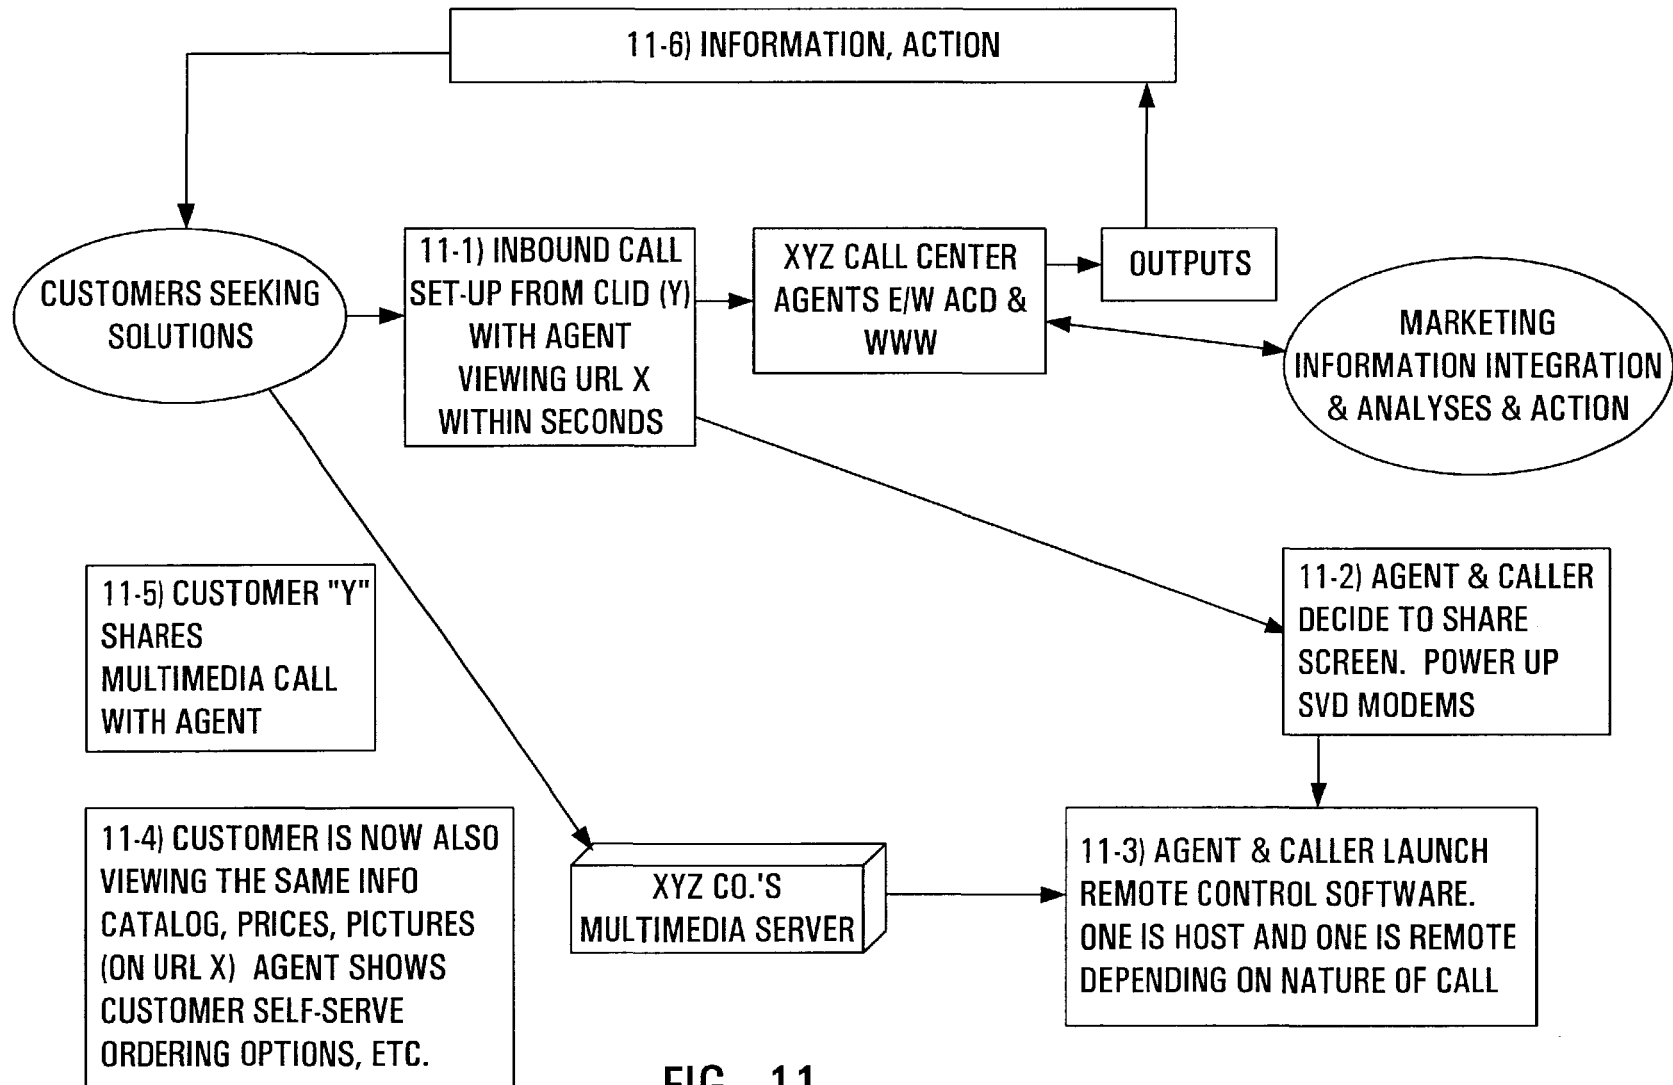 11-6) INFORMATION, ACTION
CUSTOMERS SEEKING
SOLUTIONS
11-1) INBOUND CALL
SET-UP FROM CLID (Y)
WITH AGENT
VIEWING URL X
WITHIN SECONDS
XYZ CALL CENTER
AGENTS E/W ACD &
WWW
OUTPUTS
MARKETING
INFORMATION INTEGRATION
& ANALYSES & ACTION
11-5) CUSTOMER "Y"
SHARES
MULTIMEDIA CALL
WITH AGENT
11-2) AGENT & CALLER
DECIDE TO SHARE
SCREEN. POWER UP
SVD MODEMS
11-4) CUSTOMER IS NOW ALSO
VIEWING THE SAME INFO
CATALOG, PRICES, PICTURES
(ON URL X) AGENT SHOWS
CUSTOMER SELF-SERVE
ORDERING OPTIONS, ETC.
XYZ CO.'S
MULTIMEDIA SERVER
11-3) AGENT & CALLER LAUNCH
REMOTE CONTROL SOFTWARE.
ONE IS HOST AND ONE IS REMOTE
DEPENDING ON NATURE OF CALL
FIG. 11